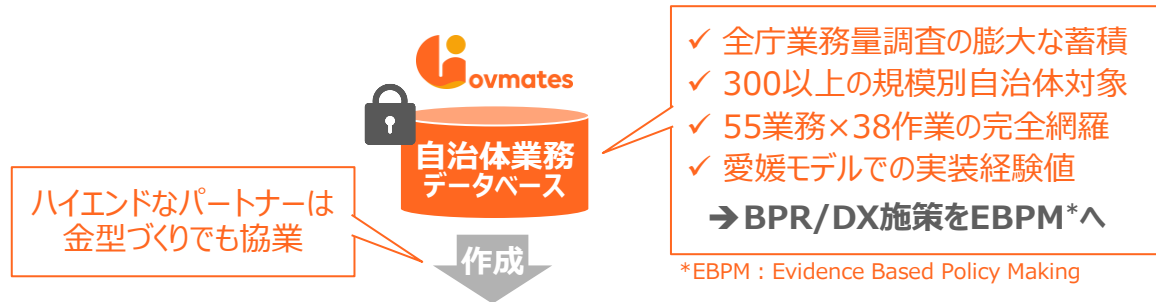 Govmates
自治体業務
データベース
✓ 全庁業務量調査の膨大な蓄積
✓ 300以上の規模別自治体対象
✓ 55業務×38作業の完全網羅
✓ 愛媛モデルでの実装経験値
➔BPR/DX施策をEBPM*へ
*EBPM：Evidence Based Policy Making
ハイエンドなパートナーは
金型づくりでも協業
作成